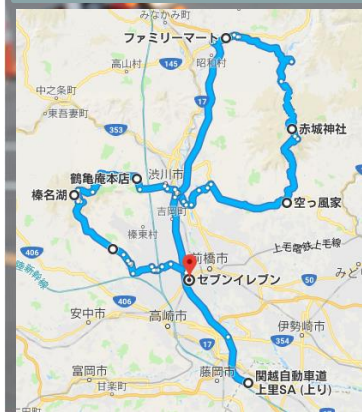 みなかみ町
ファミリーマート
昭和村
高山村
145
17
中之条町
東吾妻町
353
赤城神社
鶴亀庵本店
渋川市
榛名湖
空っ風家
吉岡町
榛東村
上毛電鉄上毛線
406
前橋市
みど
セブンイレブン
50
406
安中市
高崎市
伊勢崎市
354
17
富岡市
藤岡市
関越自動車道
上里SA (上り)
甘楽町